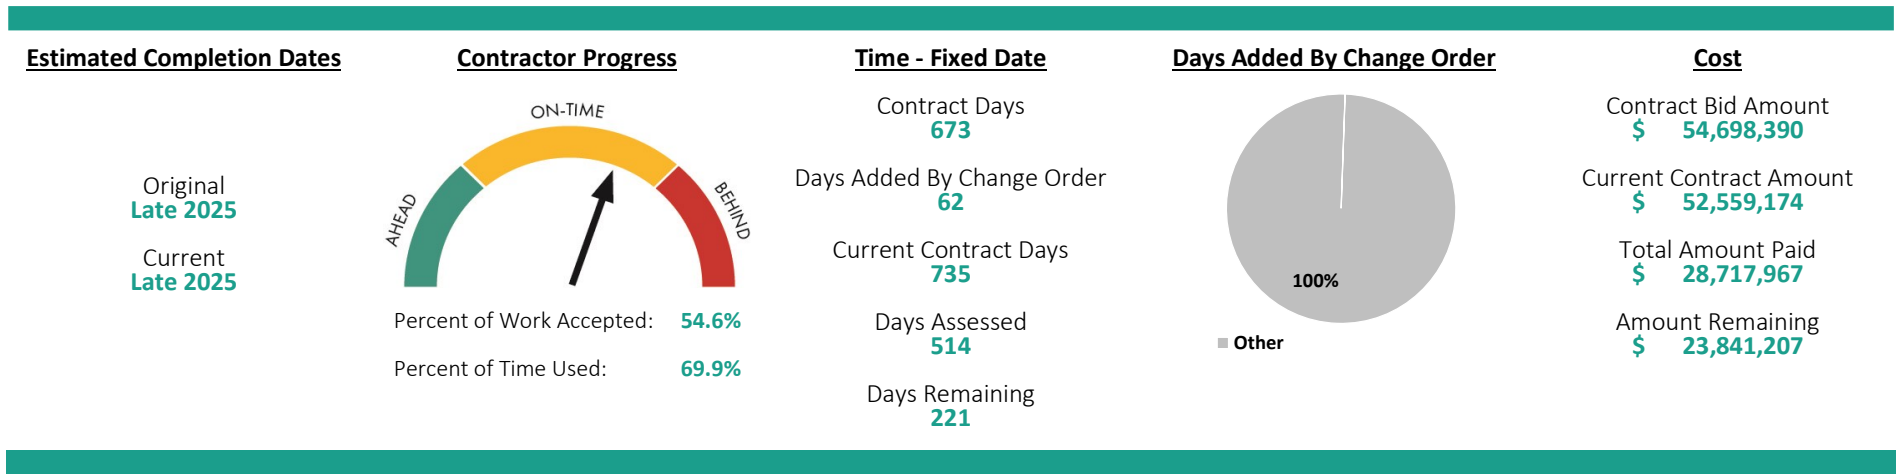 Estimated Completion Dates
Original
Late 2025
Current
Late 2025
Contractor Progress
AHEAD
ON-TIME
BEHIND
Percent of Work Accepted: 54.6%
Percent of Time Used: 69.9%
Time - Fixed Date
Contract Days
673
Days Added By Change Order
62
Current Contract Days
735
Days Assessed
514
Days Remaining
221
Days Added By Change Order
100%
Other
Cost
Contract Bid Amount
$ 54,698,390
Current Contract Amount
$ 52,559,174
Total Amount Paid
$ 28,717,967
Amount Remaining
$ 23,841,207